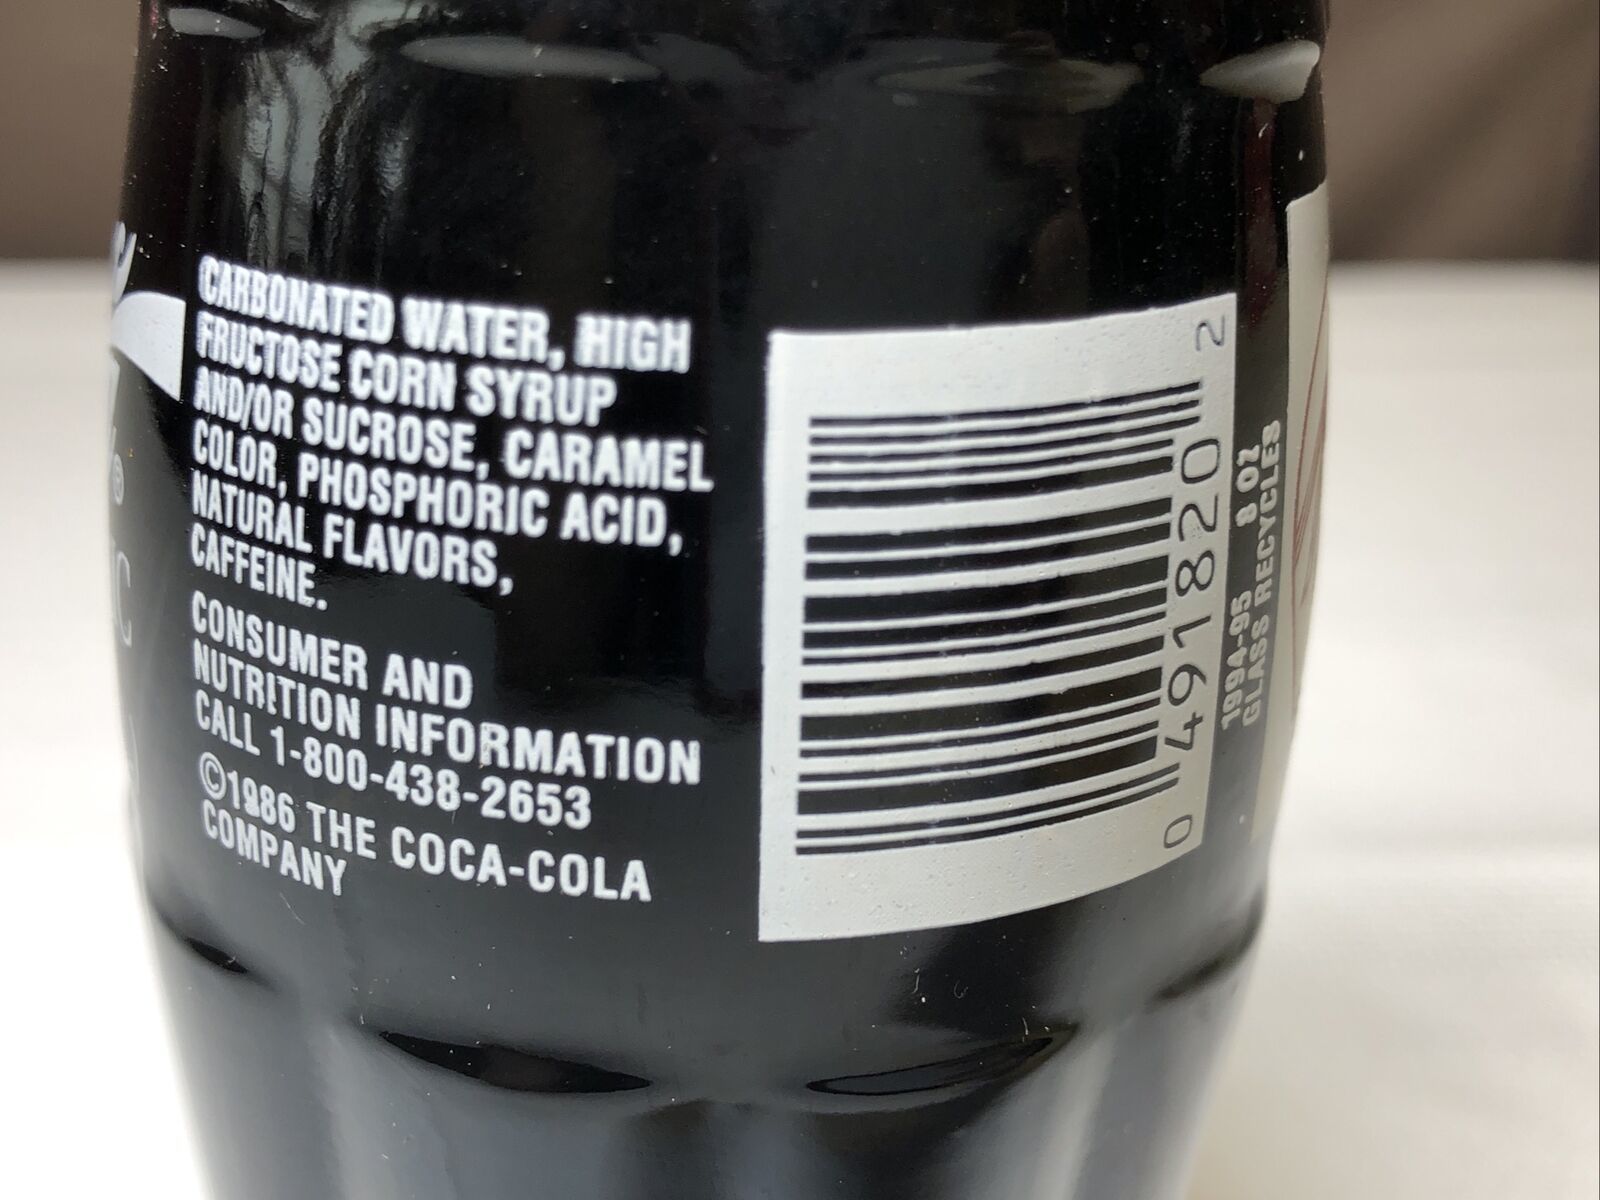 CARBONATED WATER, HIGH
FRUCTOSE CORN SYRUP
AND/OR SUCROSE, CARAMEL
COLOR, PHOSPHORIC ACID,
NATURAL FLAVORS,
CAFFEINE.
CONSUMER AND
NUTRITION INFORMATION
CALL 1-800-438-2653
©1986 THE COCA-COLA
COMPANY
0 491820 2
1994-95 8 OZ
GLASS RECYCLES